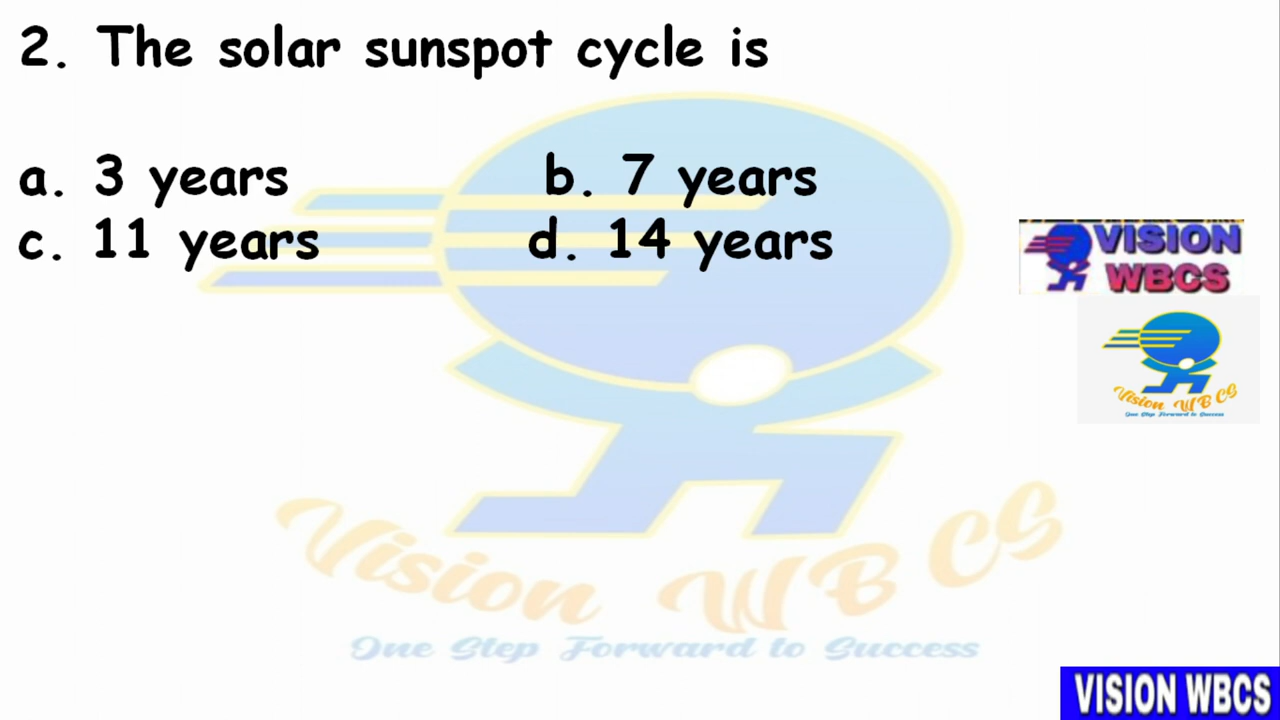 2. The solar sunspot cycle is
a. 3 years b. 7 years
c. 11 years d. 14 years
VISION
WBCS
Vision WBCS
One Step Forward to Success
Vision WBCS
One Step Forward to Success
VISION WBCS